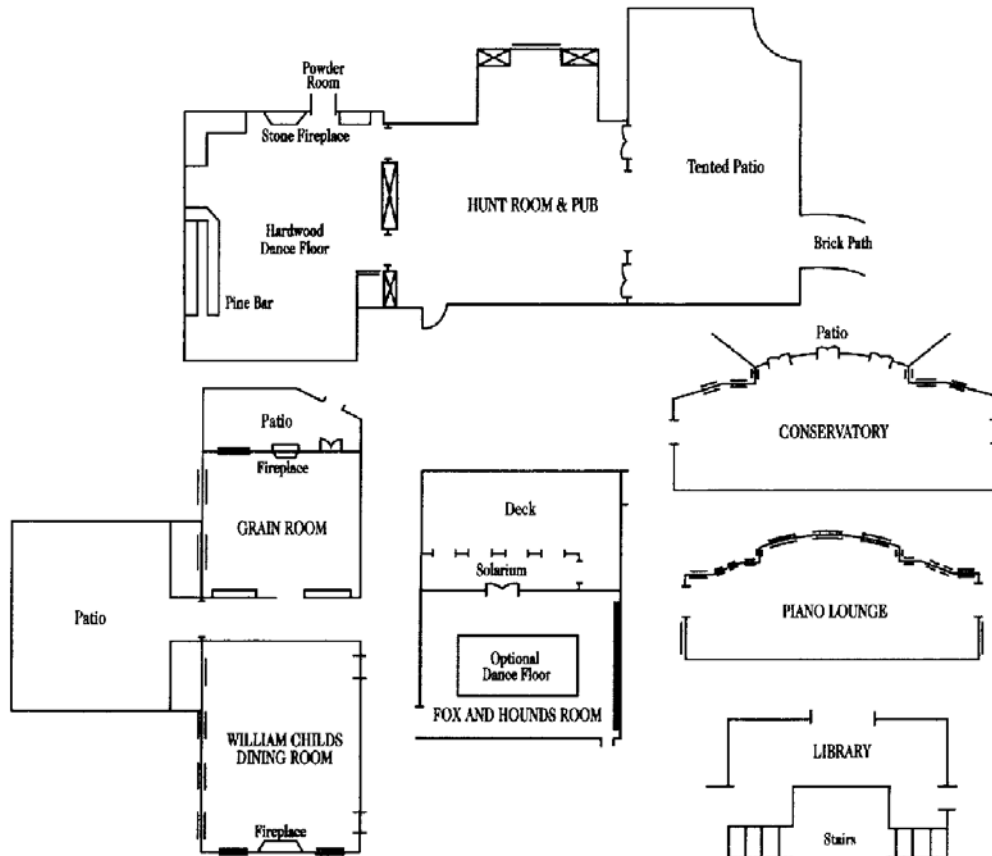 Powder
Room
Stone Fireplace
Hardwood
Dance Floor
Pine Bar
HUNT ROOM & PUB
Tented Patio
Brick Path
Patio
CONSERVATORY
Patio
Fireplace
GRAIN ROOM
Patio
WILLIAM CHILDS
DINING ROOM
Fireplace
Deck
Solarium
Optional
Dance Floor
FOX AND HOUNDS ROOM
PIANO LOUNGE
LIBRARY
Stairs